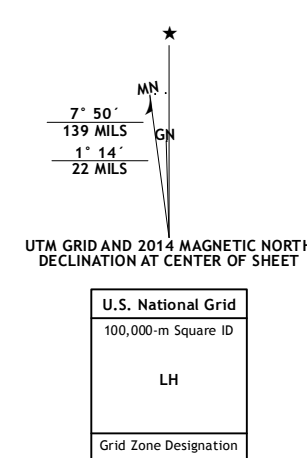 ★
MN
7° 50´
139 MILS
GN
1° 14´
22 MILS
UTM GRID AND 2014 MAGNETIC NORTH
DECLINATION AT CENTER OF SHEET
U.S. National Grid
100,000-m Square ID
LH
Grid Zone Designation